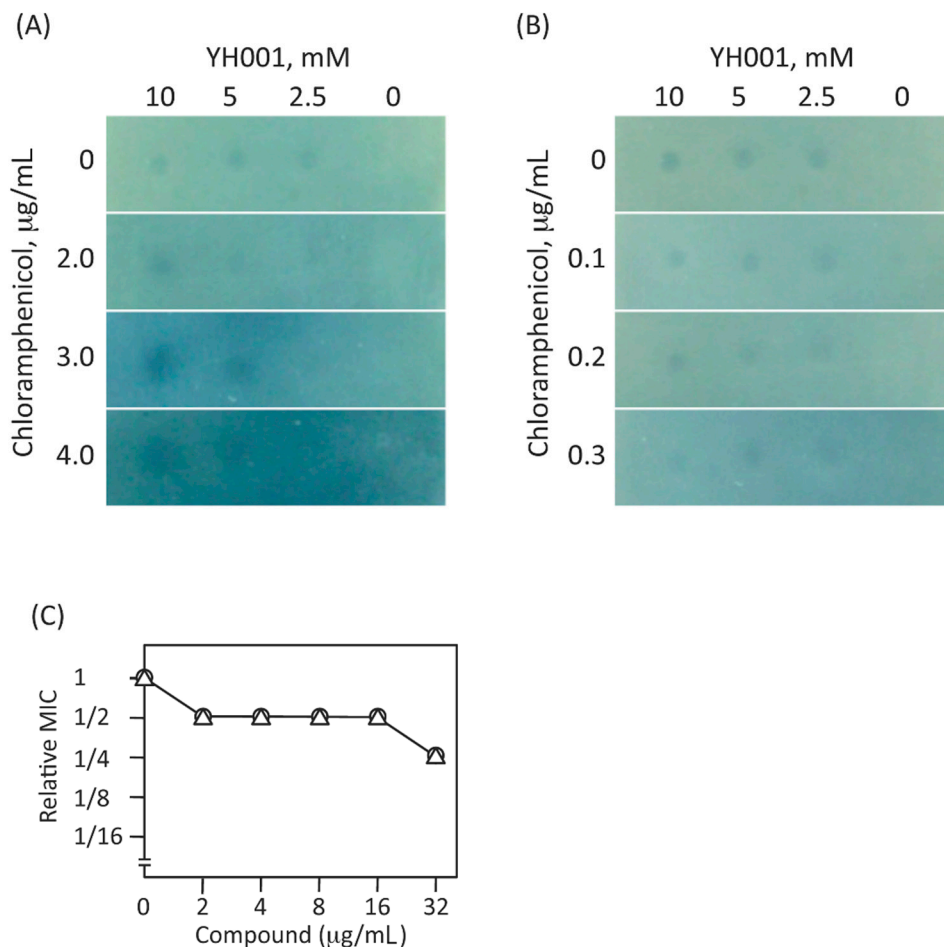 (A)
YH001, mM
10 5 2.5 0
Chloramphenicol, μg/mL
0
2.0
3.0
4.0
(B)
YH001, mM
10 5 2.5 0
Chloramphenicol, μg/mL
0
0.1
0.2
0.3
(C)
Relative MIC
1
1/2
1/4
1/8
1/16
0 2 4 8 16 32
Compound (μg/mL)